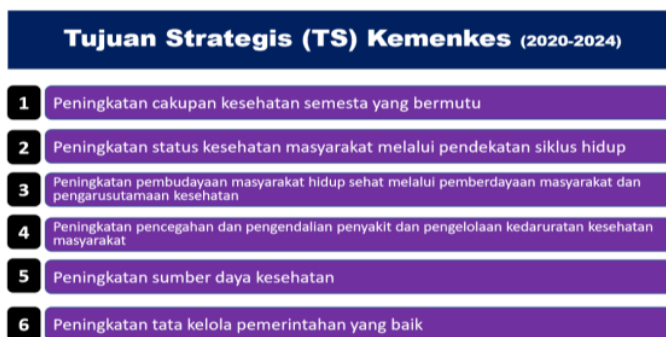 Tujuan Strategis (TS) Kemenkes (2020-2024)
1 Peningkatan cakupan kesehatan semesta yang bermutu
2 Peningkatan status kesehatan masyarakat melalui pendekatan siklus hidup
3 Peningkatan pembudayaan masyarakat hidup sehat melalui pemberdayaan masyarakat dan
pengarusutamaan kesehatan
4 Peningkatan pencegahan dan pengendalian penyakit dan pengelolaan kedaruratan kesehatan
masyarakat
5 Peningkatan sumber daya kesehatan
6 Peningkatan tata kelola pemerintahan yang baik